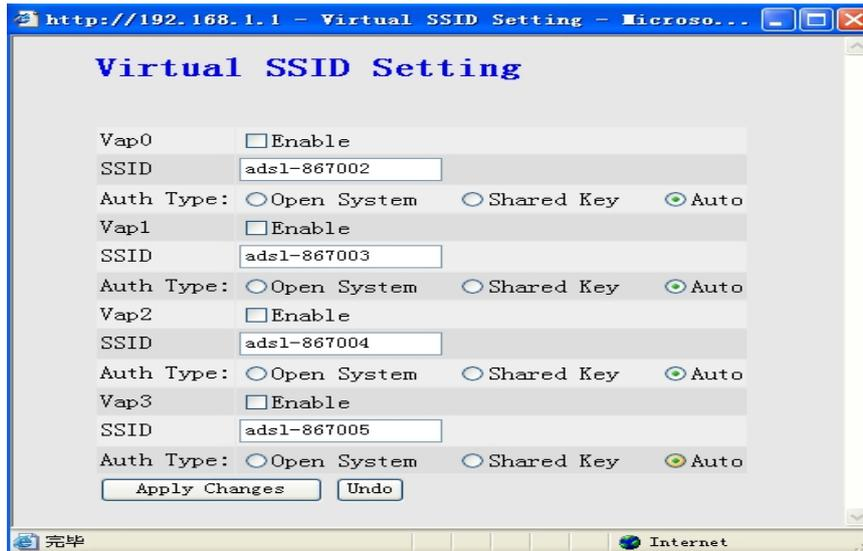 http://192.168.1.1 - Virtual SSID Setting - Microso...
Virtual SSID Setting
Vap0 Enable
SSID adsl-867002
Auth Type: Open System Shared Key Auto
Vap1 Enable
SSID adsl-867003
Auth Type: Open System Shared Key Auto
Vap2 Enable
SSID adsl-867004
Auth Type: Open System Shared Key Auto
Vap3 Enable
SSID adsl-867005
Auth Type: Open System Shared Key Auto
Apply Changes Undo
完毕 Internet